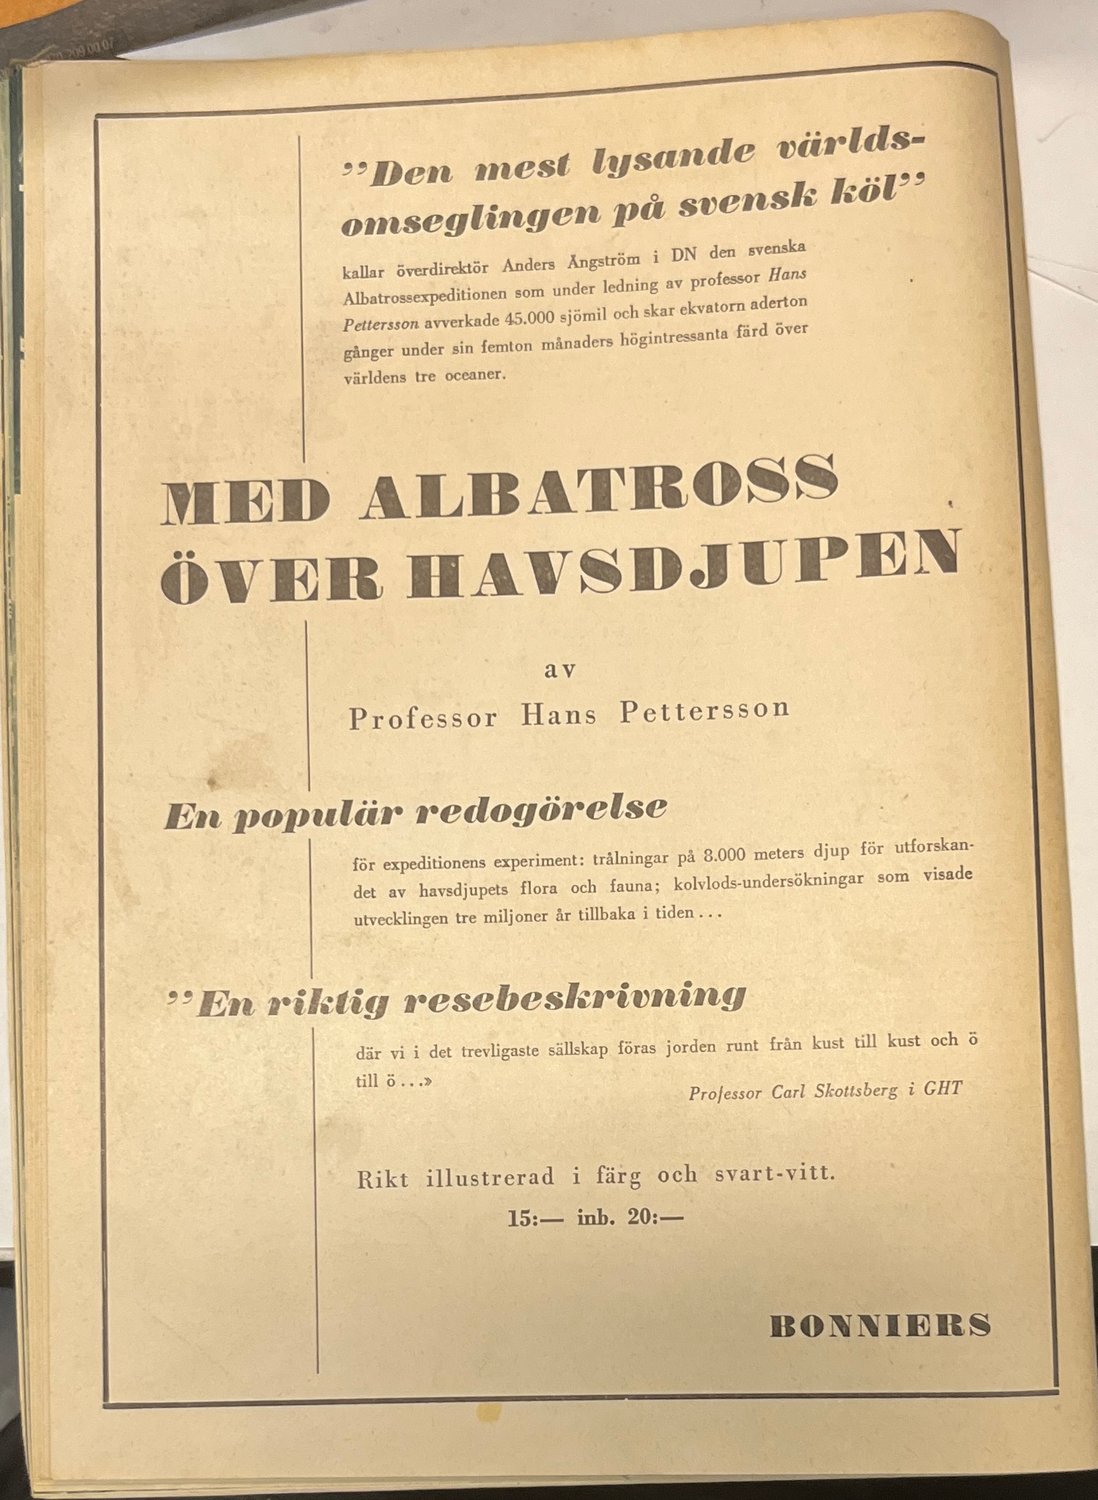 ”Den mest lysande världs-
omseglingen på svensk köl”
kallar överdirektör Anders Ångström i DN den svenska
Albatrossexpeditionen som under ledning av professor Hans
Pettersson avverkade 45.000 sjömil och skar ekvatorn aderton
gånger under sin femton månaders högintressanta färd över
världens tre oceaner.
MED ALBATROSS
ÖVER HAVSDJUPEN
av
Professor Hans Pettersson
En populär redogörelse
för expeditionens experiment: trålningar på 8.000 meters djup för utforskan-
det av havsdjupets flora och fauna; kolvlods-undersökningar som visade
utvecklingen tre miljoner år tillbaka i tiden...
”En riktig resebeskrivning
där vi i det trevligaste sällskap föras jorden runt från kust till kust och ö
till ö...»
Professor Carl Skottsberg i GHT
Rikt illustrerad i färg och svart-vitt.
15:— inb. 20:—
BONNIERS